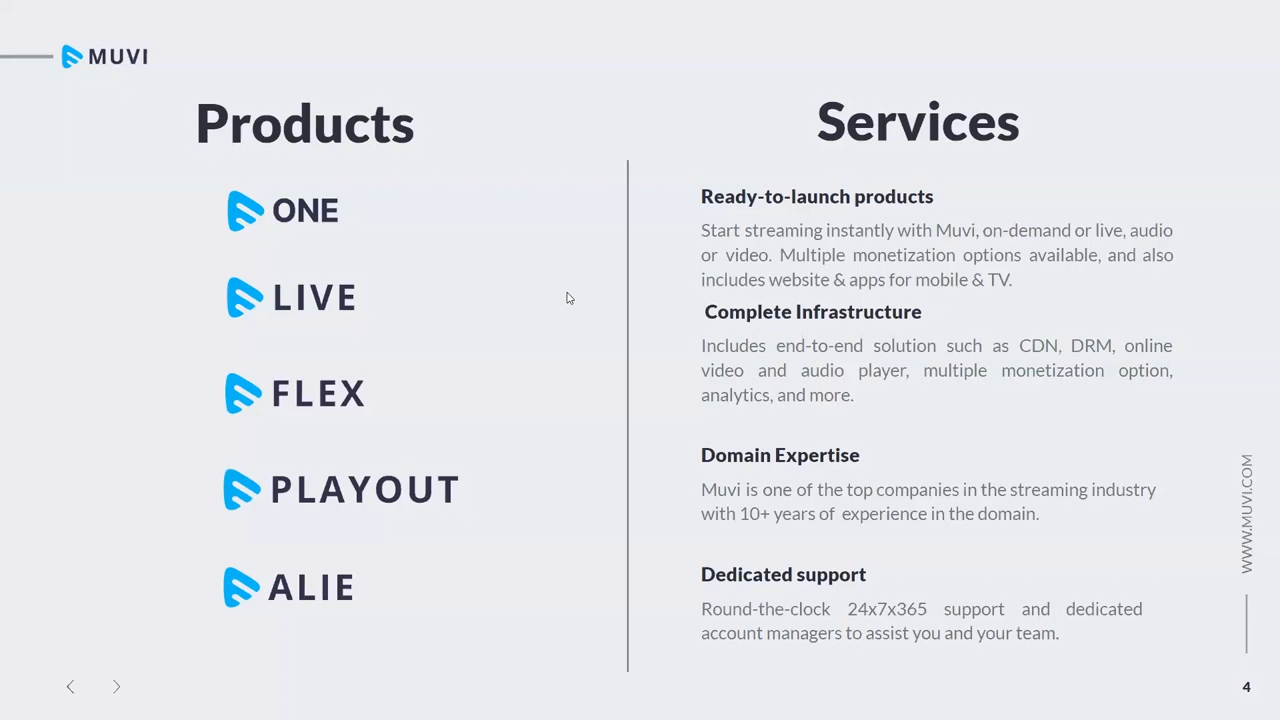 MUVI
Products
ONE
LIVE
FLEX
PLAYOUT
ALIE
Services
Ready-to-launch products
Start streaming instantly with Muvi, on-demand or live, audio
or video. Multiple monetization options available, and also
includes website & apps for mobile & TV.
Complete Infrastructure
Includes end-to-end solution such as CDN, DRM, online
video and audio player, multiple monetization option,
analytics, and more.
Domain Expertise
Muvi is one of the top companies in the streaming industry
with 10+ years of experience in the domain.
Dedicated support
Round-the-clock 24x7x365 support and dedicated
account managers to assist you and your team.
WWW.MUVI.COM
4